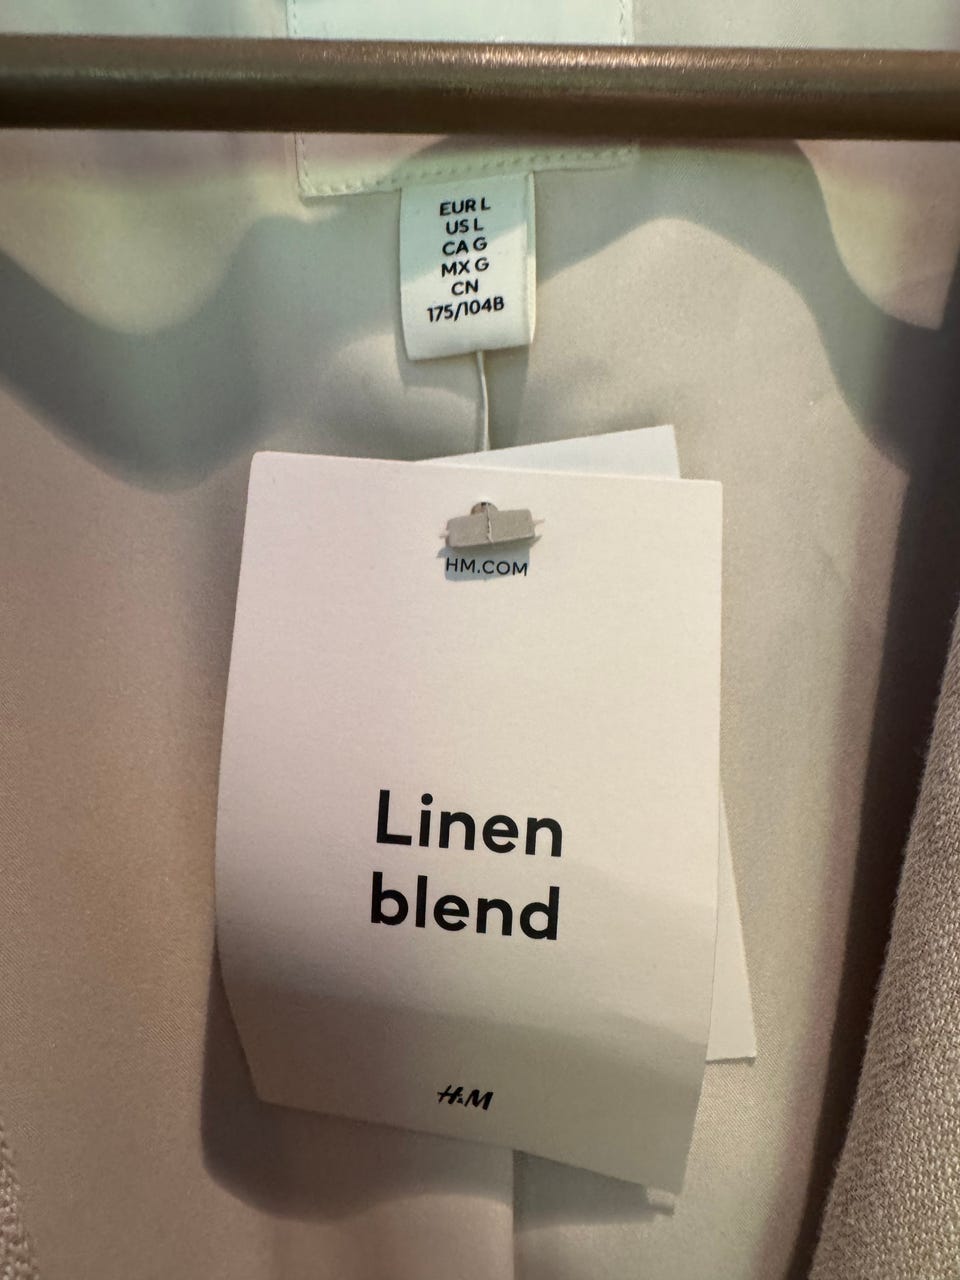 EUR L
US L
CA G
MX G
CN
175/104B
HM.COM
Linen
blend
H&M